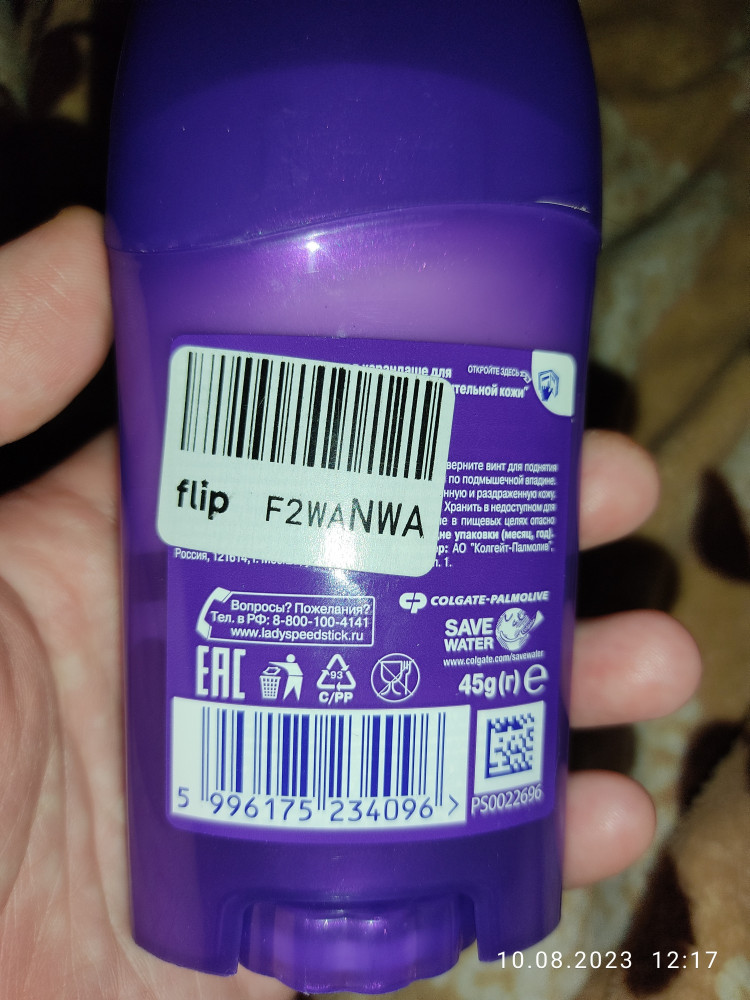 карандаше для
ОТКРОЙТЕ ЗДЕСЬ
тельной кожи"
верните винт для поднятия
по подмышечной впадине.
нную и раздраженную кожу.
Хранить в недоступном для
в пищевых целях опасно
дне упаковки (месяц, год).
АО "Колгейт-Палмолив".
Россия, 121614, г.
л. 1.
flip F2WANWA
Вопросы? Пожелания?
Тел. в РФ: 8-800-100-4141
www.ladyspeedstick.ru
CP COLGATE-PALMOLIVE
SAVE
WATER
www.colgate.com/savewater
EAC
93
C/PP
45g(г) e
5 996175 234096 >
PS0022696
10.08.2023 12:17